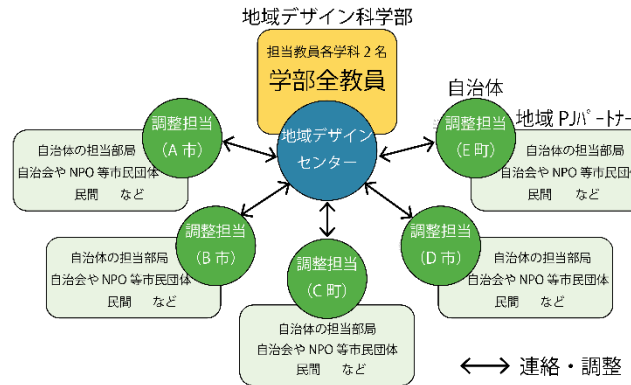 地域デザイン科学部
担当教員各学科2名
学部全教員
地域デザイン
センター
自治体
地域PJパートナー
調整担当
(A市)
自治体の担当部局
自治会やNPO等市民団体
民間 など
調整担当
(E町)
自治体の担当部局
自治会やNPO等市民団体
民間 など
調整担当
(B市)
自治体の担当部局
自治会やNPO等市民団体
民間 など
調整担当
(C町)
自治体の担当部局
自治会やNPO等市民団体
民間 など
調整担当
(D市)
自治体の担当部局
自治会やNPO等市民団体
民間 など
連絡・調整